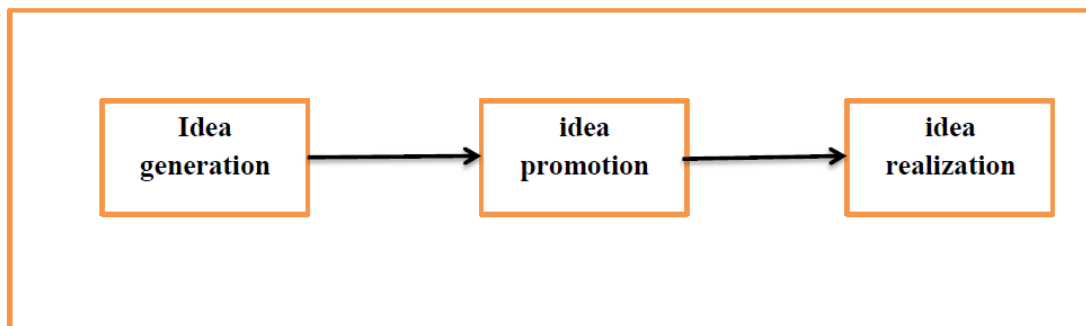 Idea
generation
idea
promotion
idea
realization